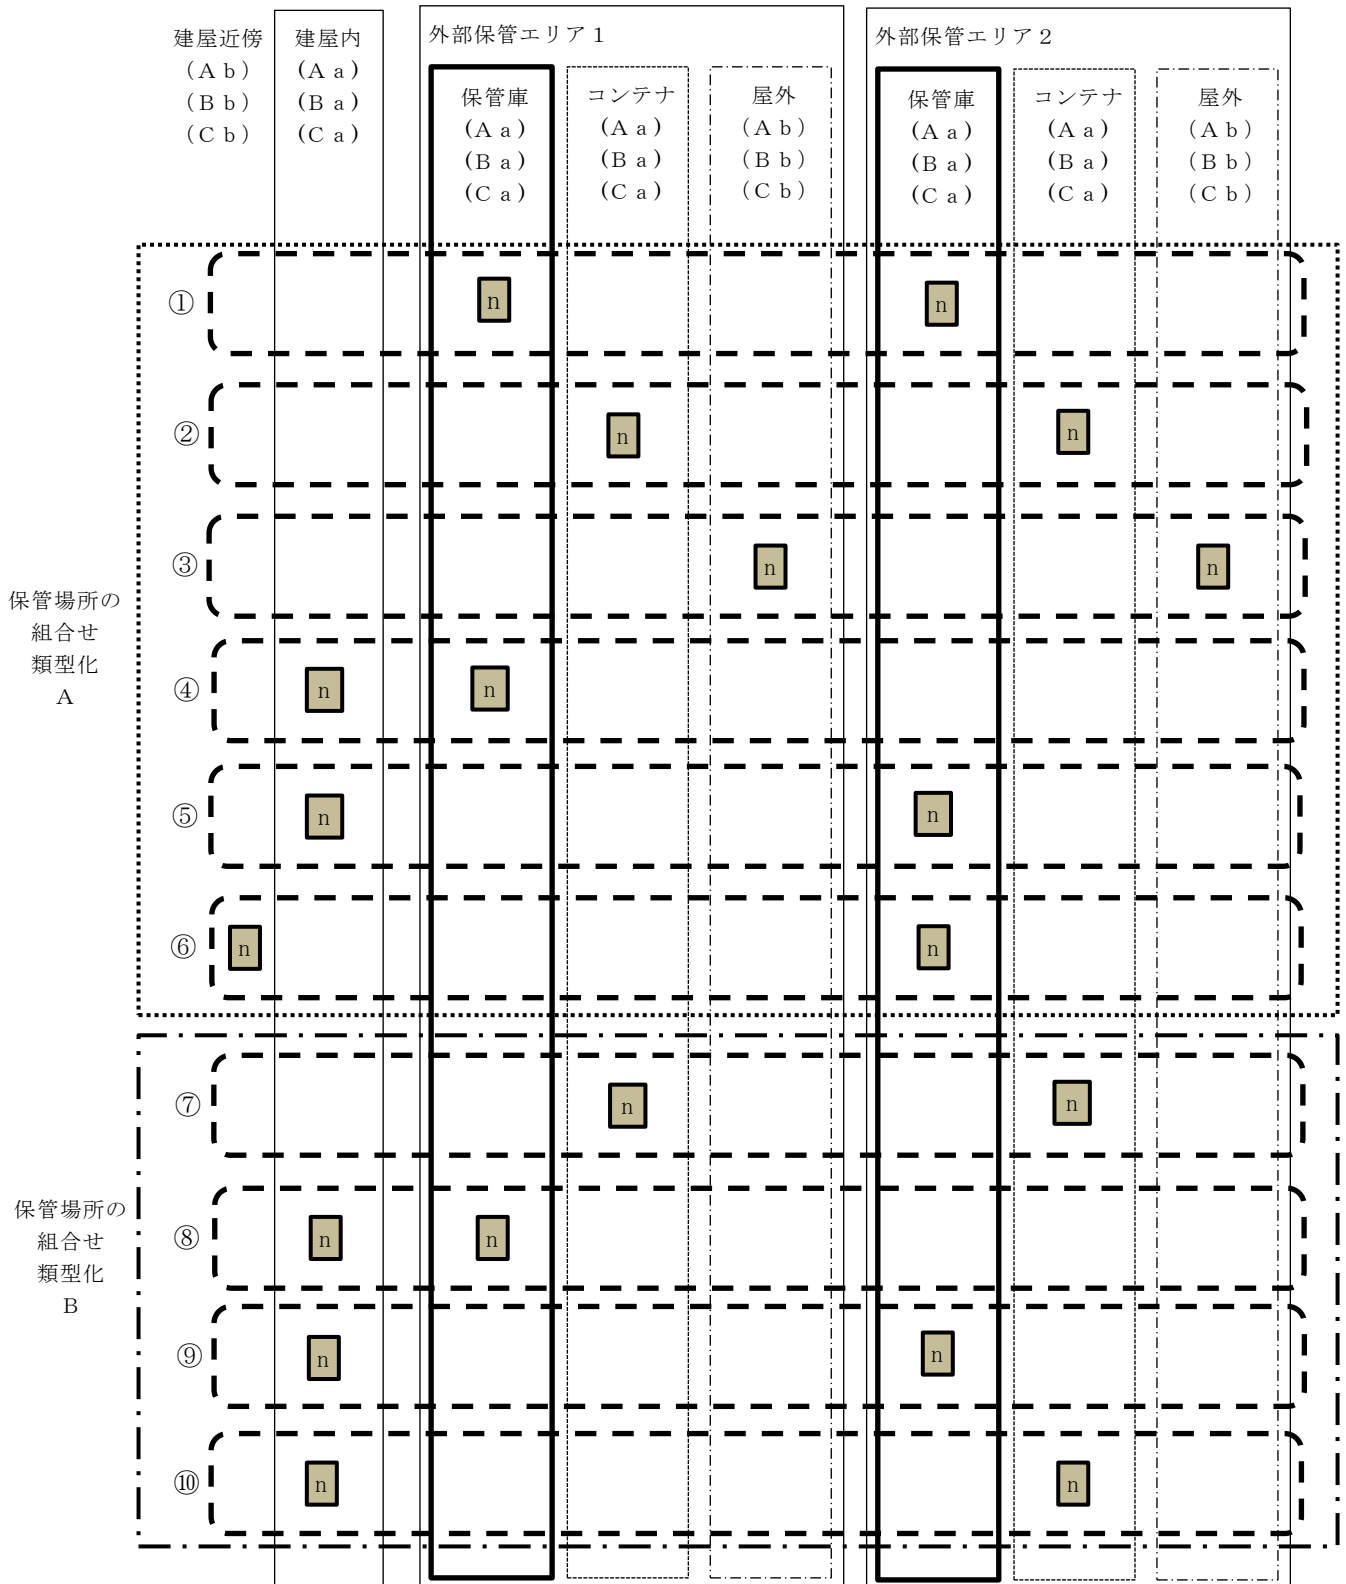 建屋近傍
（Ａｂ）
（Ｂｂ）
（Ｃｂ）
建屋内
(Ａａ)
(Ｂａ)
(Ｃａ)
外部保管エリア１
保管庫
(Ａａ)
(Ｂａ)
(Ｃａ)
コンテナ
(Ａａ)
(Ｂａ)
(Ｃａ)
屋外
（Ａｂ）
（Ｂｂ）
（Ｃｂ）
外部保管エリア２
保管庫
(Ａａ)
(Ｂａ)
(Ｃａ)
コンテナ
(Ａａ)
(Ｂａ)
(Ｃａ)
屋外
（Ａｂ）
（Ｂｂ）
（Ｃｂ）
保管場所の
組合せ
類型化
Ａ
① n n
② n n
③ n n
④ n n
⑤ n n
⑥ n n
保管場所の
組合せ
類型化
Ｂ
⑦ n n
⑧ n n
⑨ n n
⑩ n n